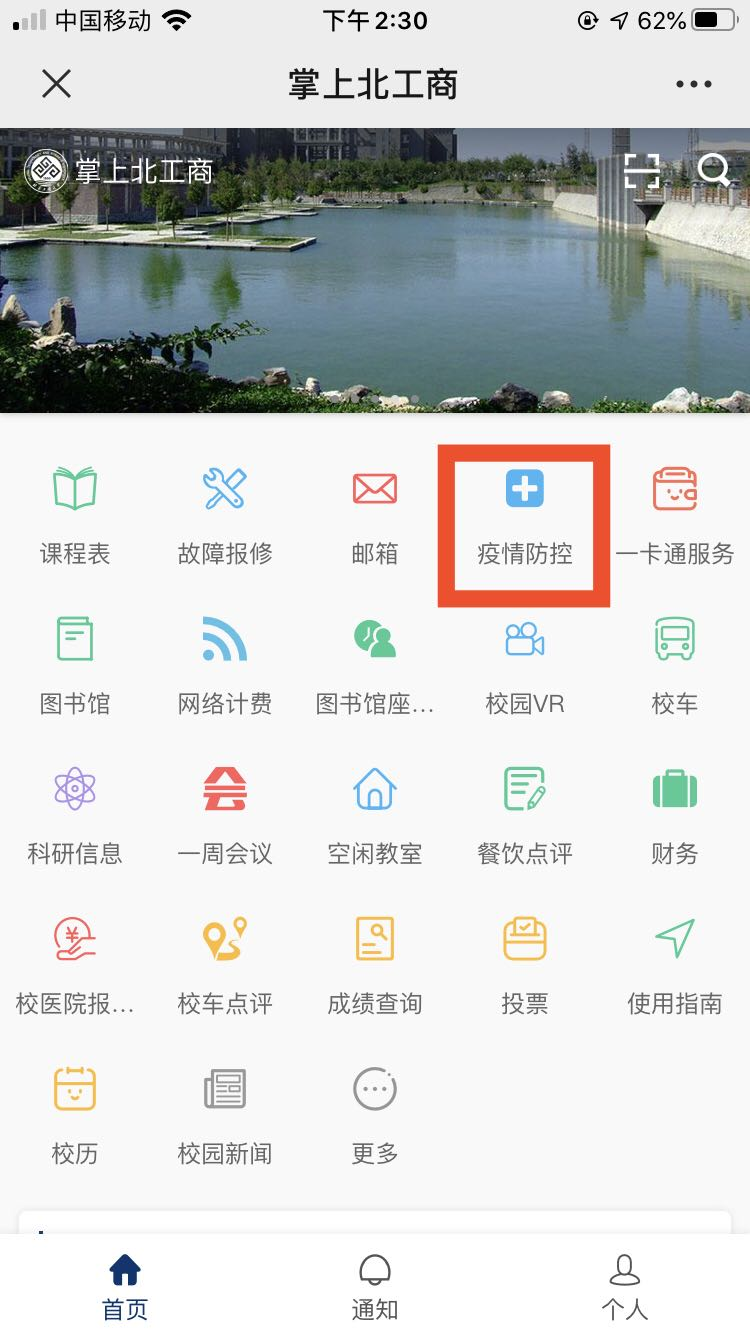 中国移动 下午2:30 62%
掌上北工商
掌上北工商
课程表 故障报修 邮箱 疫情防控 一卡通服务
图书馆 网络计费 图书馆座... 校园VR 校车
科研信息 一周会议 空闲教室 餐饮点评 财务
校医院报... 校车点评 成绩查询 投票 使用指南
校历 校园新闻 更多
首页 通知 个人